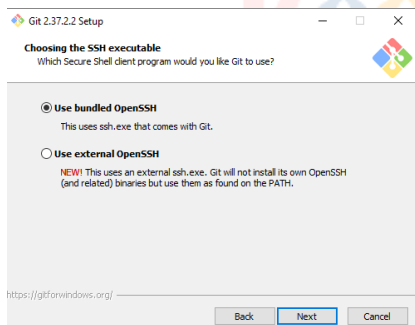 Git 2.37.2.2 Setup
Choosing the SSH executable
Which Secure Shell client program would you like Git to use?
Use bundled OpenSSH
This uses ssh.exe that comes with Git.
Use external OpenSSH
NEW! This uses an external ssh.exe. Git will not install its own OpenSSH
(and related) binaries but use them as found on the PATH.
https://gitforwindows.org/
Back Next Cancel